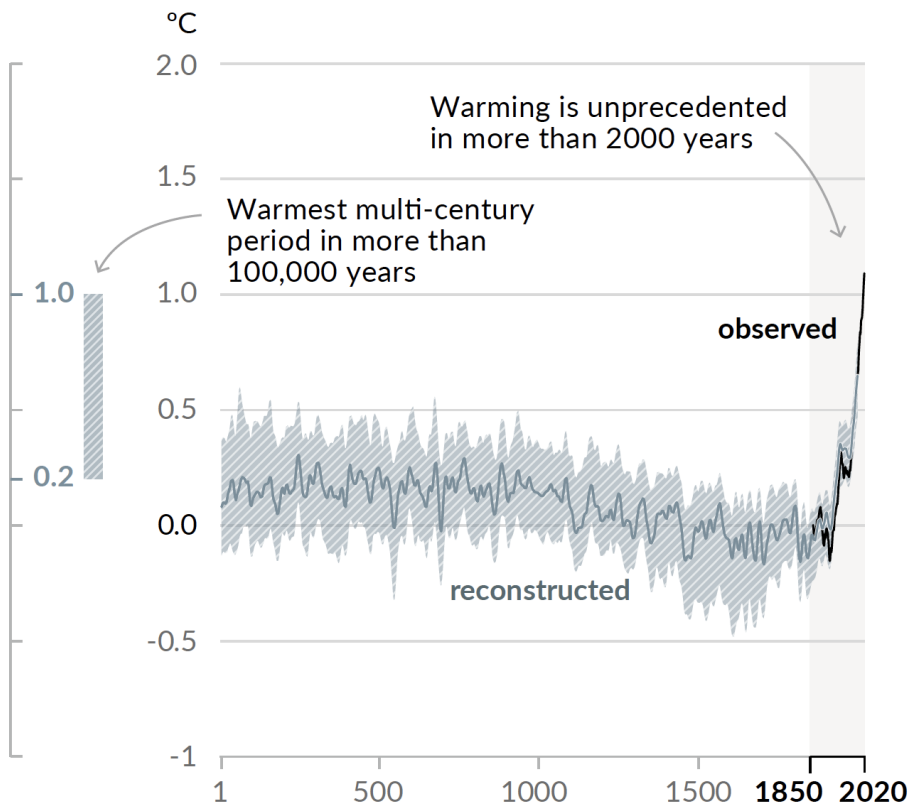 °C
2.0
Warming is unprecedented
in more than 2000 years
1.5
Warmest multi-century
period in more than
100,000 years
1.0
1.0
observed
0.5
0.2
0.0
reconstructed
-0.5
-1
1
500
1000
1500
1850
2020